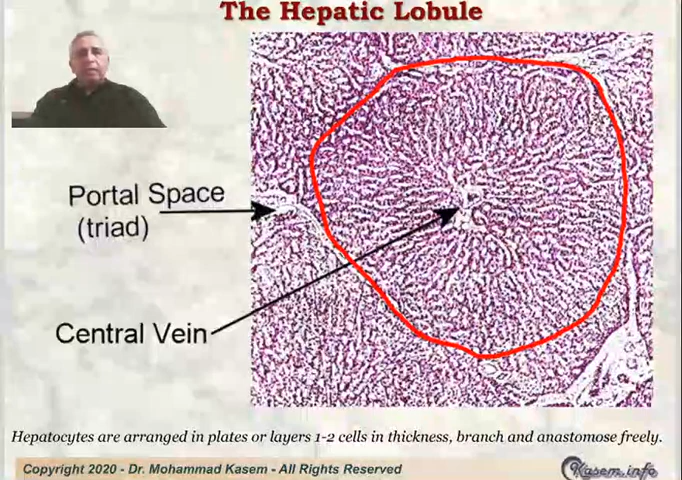 The Hepatic Lobule
Portal Space
(triad)
Central Vein
Hepatocytes are arranged in plates or layers 1-2 cells in thickness, branch and anastomose freely.
Copyright 2020 - Dr. Mohammad Kasem - All Rights Reserved
Kasem.info